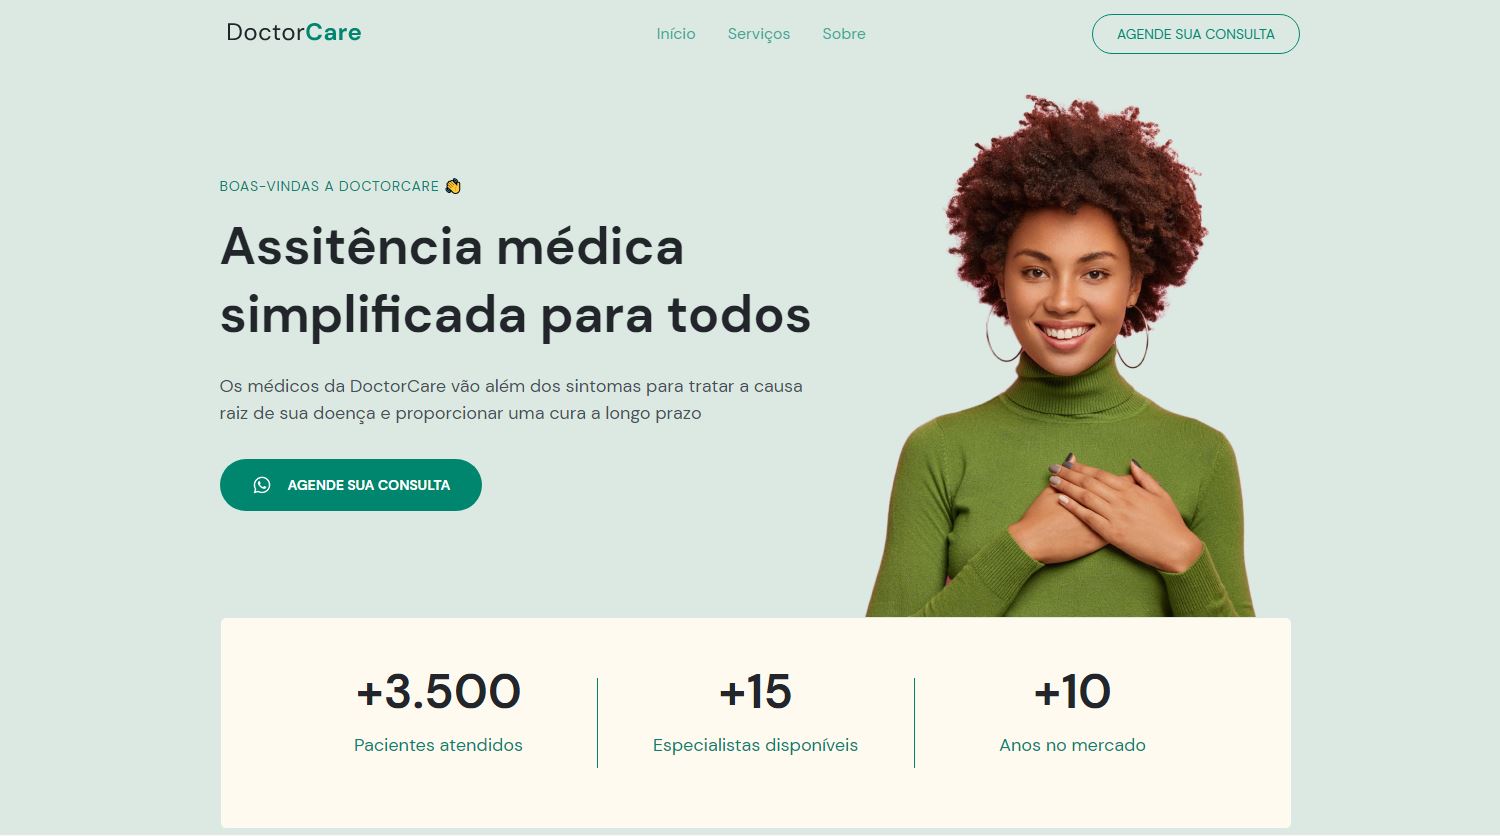 DoctorCare
Início Serviços Sobre
AGENDE SUA CONSULTA
BOAS-VINDAS A DOCTORCARE 👏
Assitência médica
simplificada para todos
Os médicos da DoctorCare vão além dos sintomas para tratar a causa
raiz de sua doença e proporcionar uma cura a longo prazo
AGENDE SUA CONSULTA
+3.500
Pacientes atendidos
+15
Especialistas disponíveis
+10
Anos no mercado